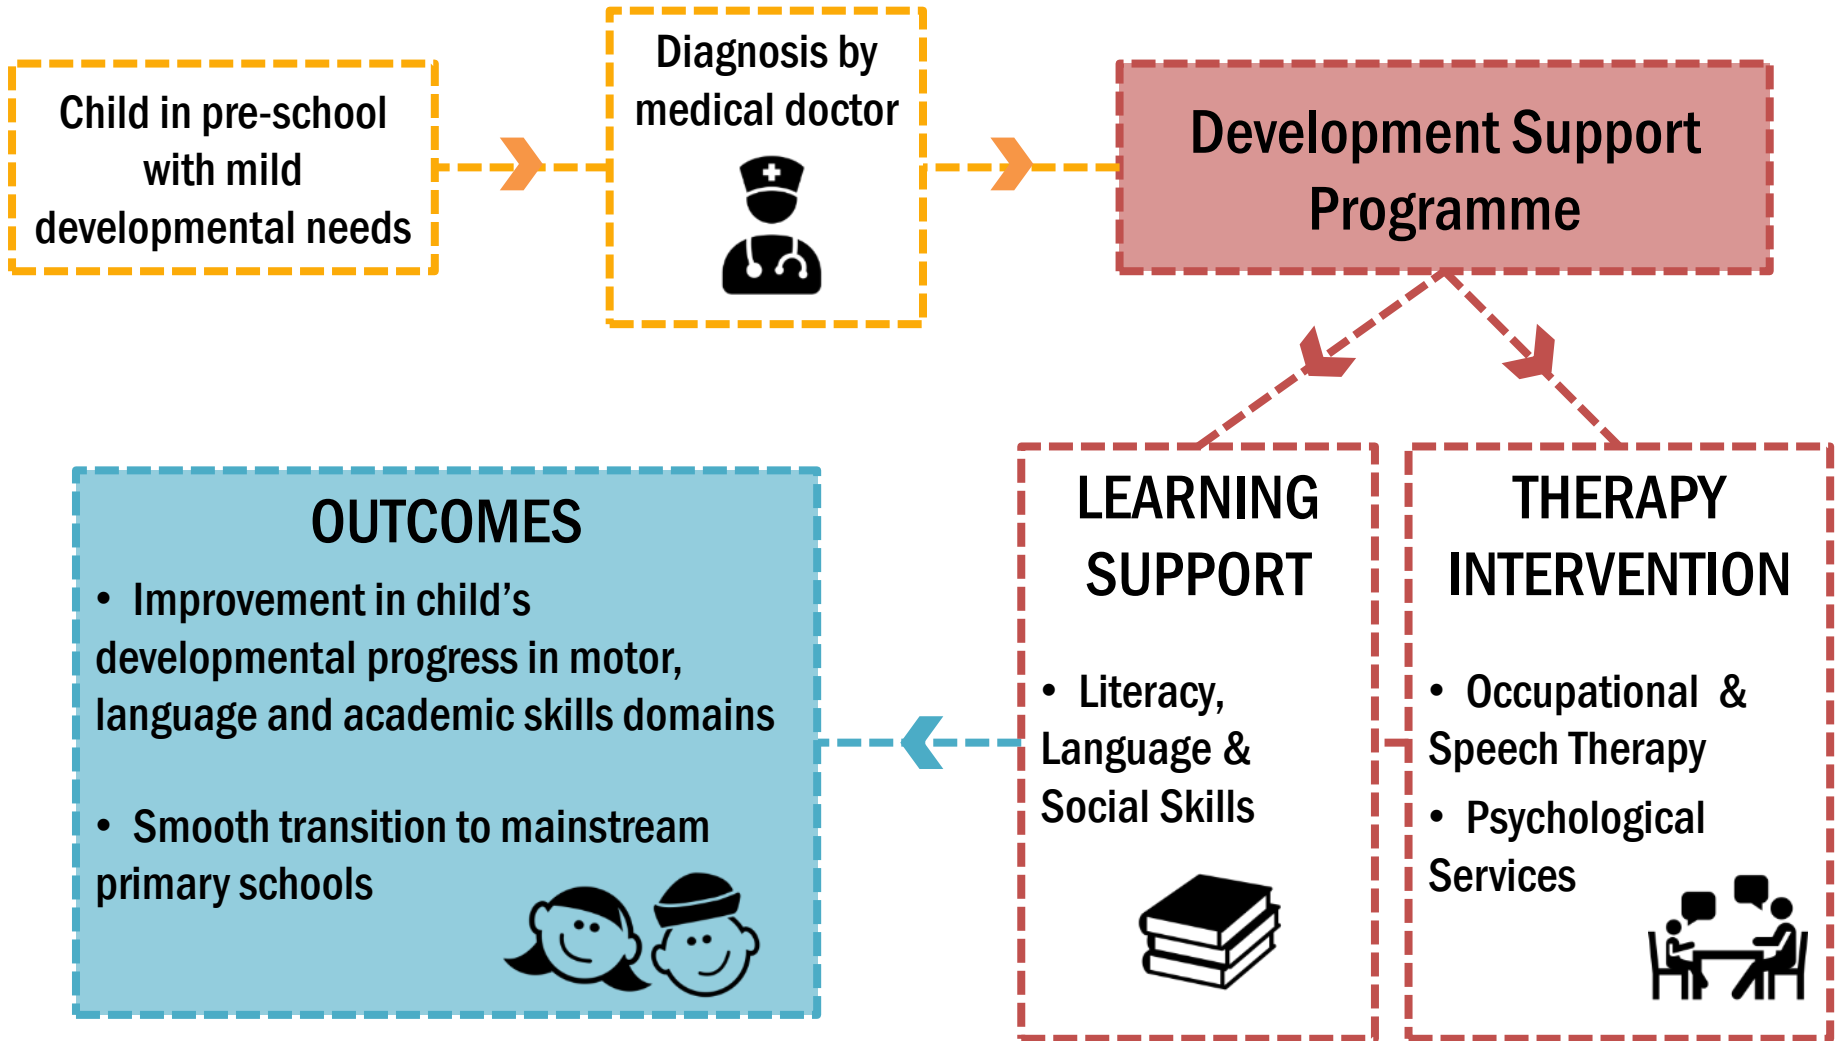 Child in pre-school
with mild
developmental needs
Diagnosis by
medical doctor
Development Support
Programme
LEARNING
SUPPORT
• Literacy,
Language &
Social Skills
THERAPY
INTERVENTION
• Occupational &
Speech Therapy
• Psychological
Services
OUTCOMES
• Improvement in child’s
developmental progress in motor,
language and academic skills domains
• Smooth transition to mainstream
primary schools